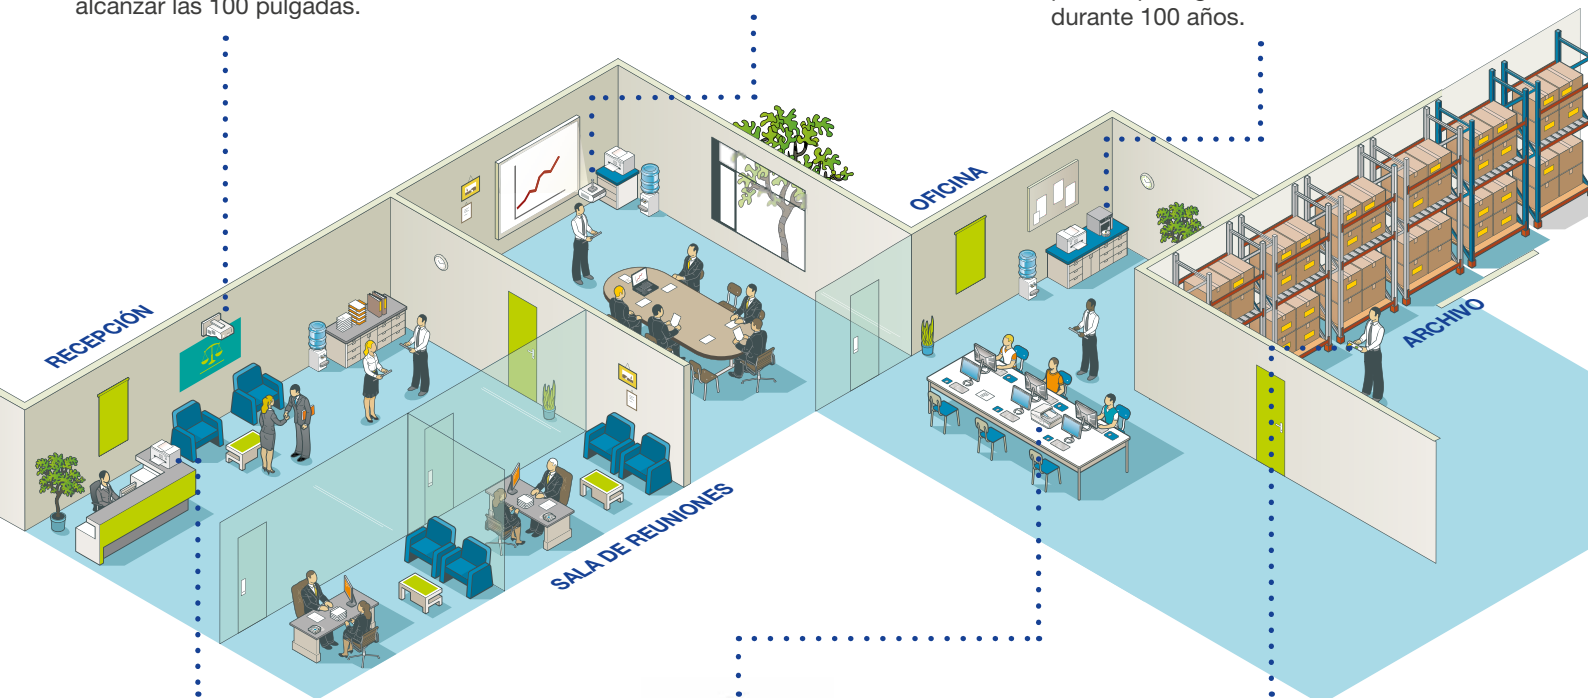 alcanzar las 100 pulgadas.
durante 100 años.
OFICINA
RECEPCIÓN
ARCHIVO
SALA DE REUNIONES